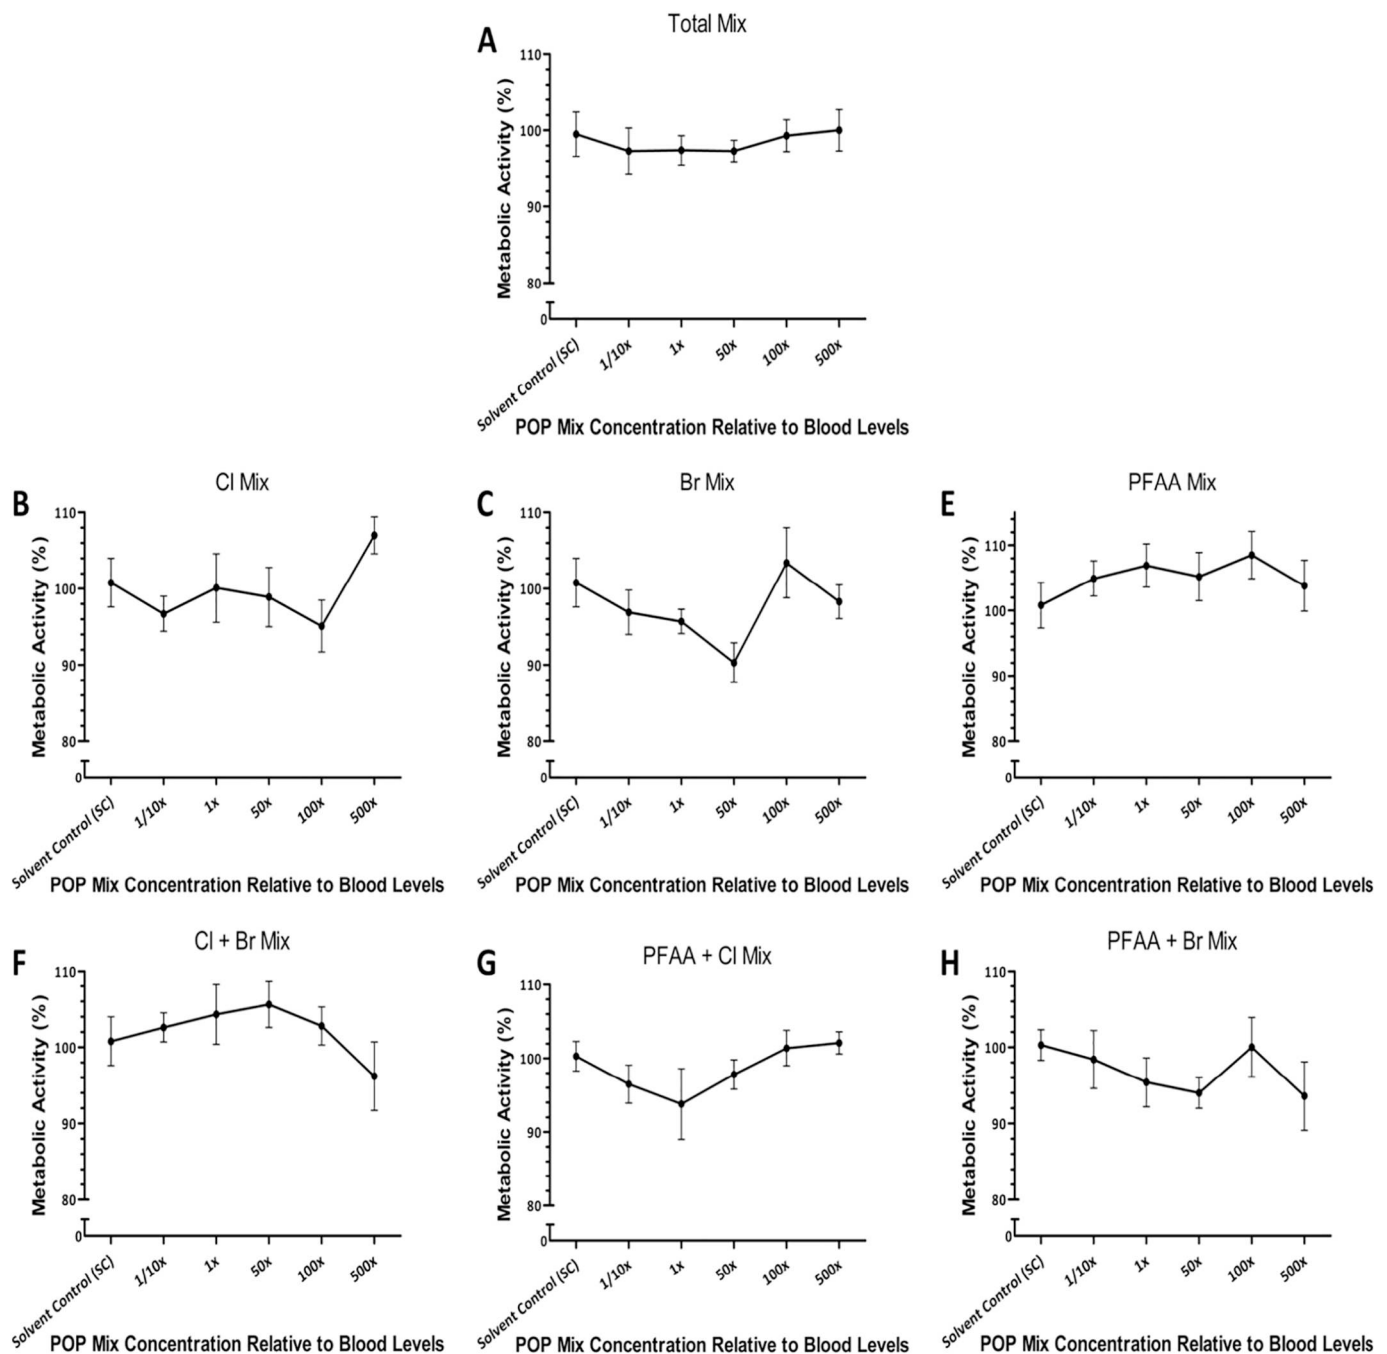 A
Total Mix
Metabolic Activity (%)
110
100
90
80
0
Solvent Control (SC)
1/10x
1x
50x
100x
500x
POP Mix Concentration Relative to Blood Levels
B
Cl Mix
Metabolic Activity (%)
110
100
90
80
0
Solvent Control (SC)
1/10x
1x
50x
100x
500x
POP Mix Concentration Relative to Blood Levels
C
Br Mix
Metabolic Activity (%)
110
100
90
80
0
Solvent Control (SC)
1/10x
1x
50x
100x
500x
POP Mix Concentration Relative to Blood Levels
E
PFAA Mix
Metabolic Activity (%)
110
100
90
80
0
Solvent Control (SC)
1/10x
1x
50x
100x
500x
POP Mix Concentration Relative to Blood Levels
F
Cl + Br Mix
Metabolic Activity (%)
110
100
90
80
0
Solvent Control (SC)
1/10x
1x
50x
100x
500x
POP Mix Concentration Relative to Blood Levels
G
PFAA + Cl Mix
Metabolic Activity (%)
110
100
90
80
0
Solvent Control (SC)
1/10x
1x
50x
100x
500x
POP Mix Concentration Relative to Blood Levels
H
PFAA + Br Mix
Metabolic Activity (%)
110
100
90
80
0
Solvent Control (SC)
1/10x
1x
50x
100x
500x
POP Mix Concentration Relative to Blood Levels